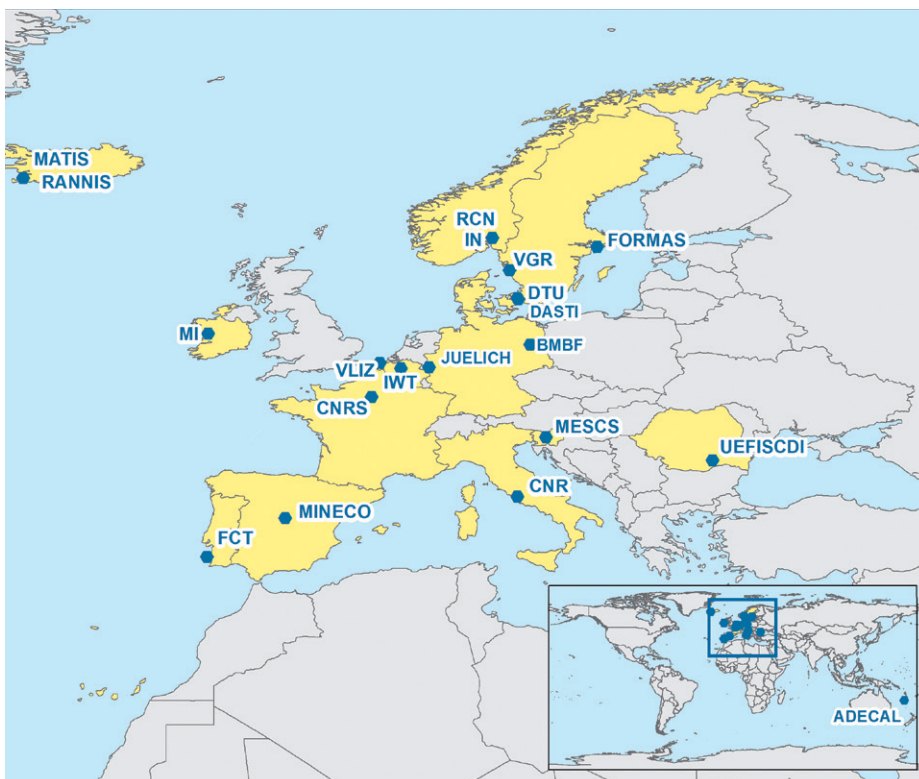 MATIS
RANNIS
RCN
IN
FORMAS
VGR
DTU
DASTI
MI
BMBF
VLIZ
IWT
JUELICH
CNRS
MESCS
UEFISCDI
CNR
MINECO
FCT
ADECAL